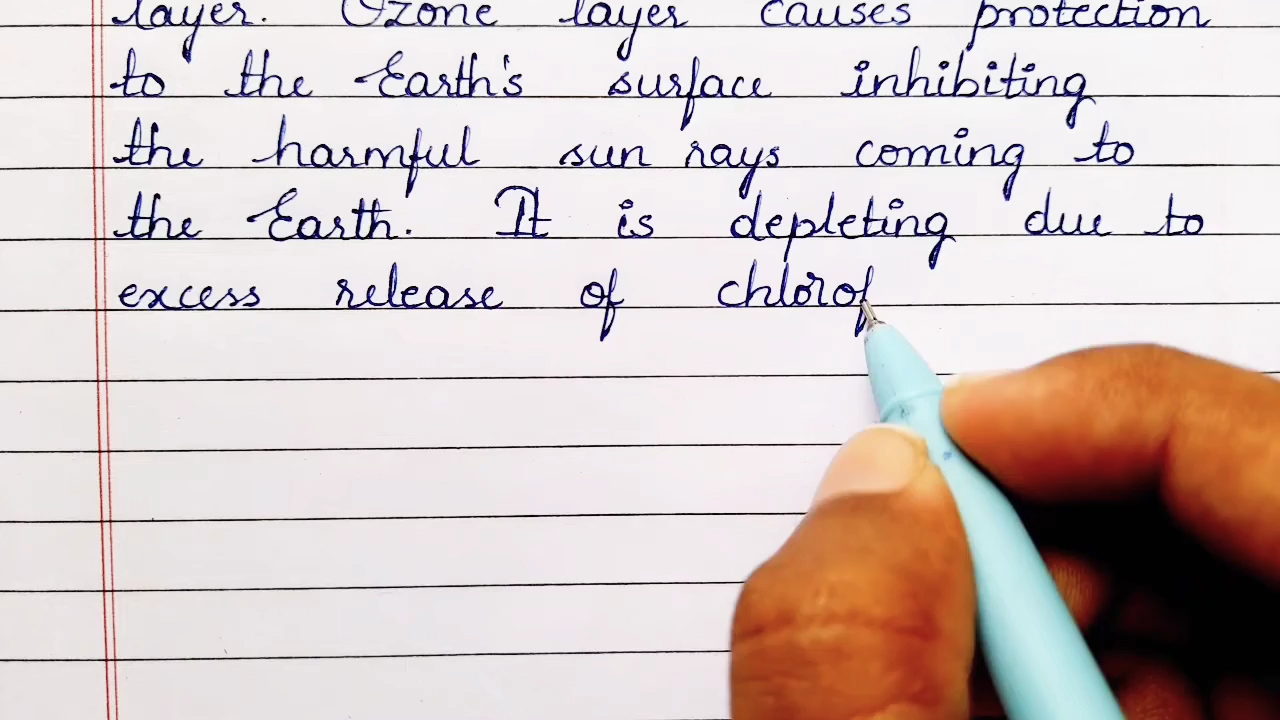 layer. Ozone layer causes protection
to the Earth's surface inhibiting
the harmful sun rays coming to
the Earth. It is depleting due to
excess release of chlorof